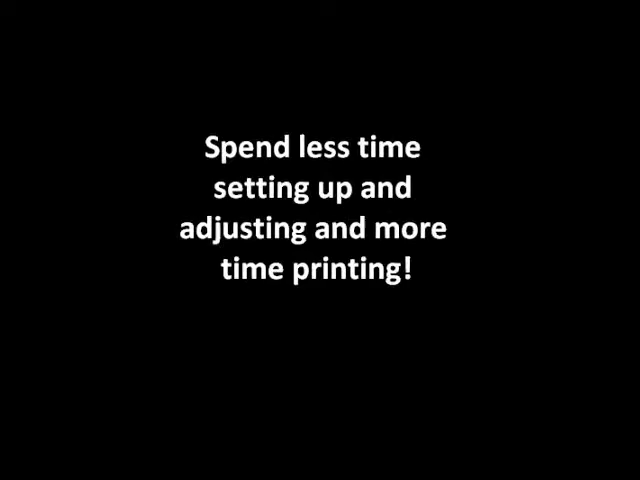 Spend less time
setting up and
adjusting and more
time printing!